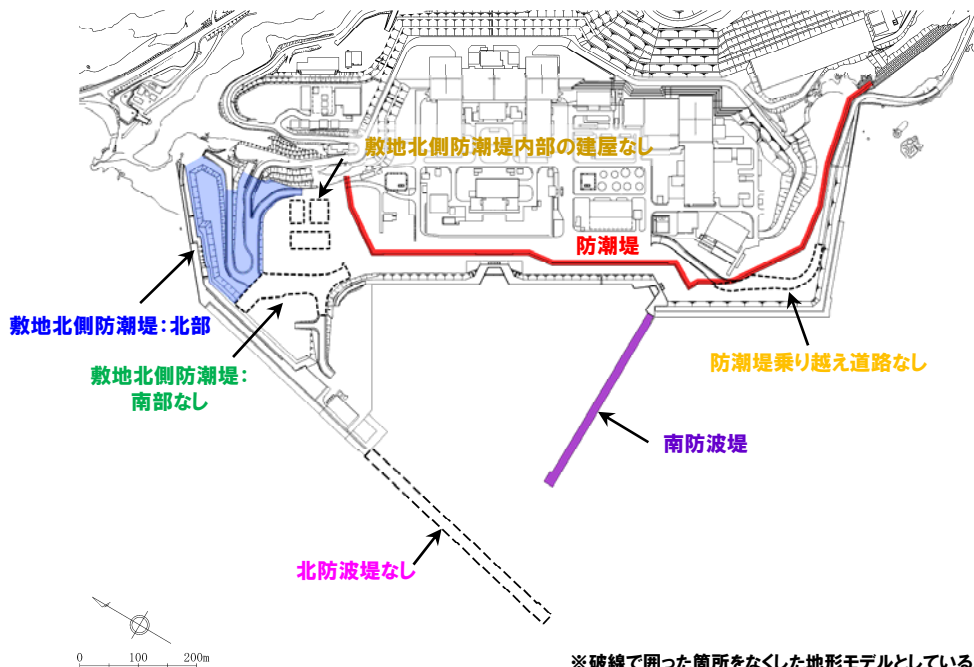 敷地北側防潮堤内部の建屋なし
防潮堤
敷地北側防潮堤：北部
敷地北側防潮堤：
南部なし
防潮堤乗り越え道路なし
南防波堤
北防波堤なし
0 100 200m
※破線で囲った箇所をなくした地形モデルとしている